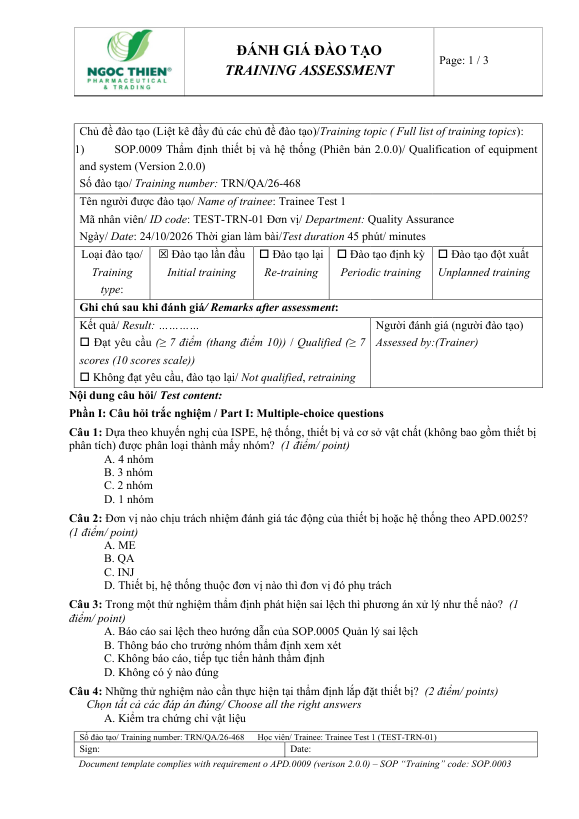 NGOC THIEN®
PHARMACEUTICAL
& TRADING
ĐÁNH GIÁ ĐÀO TẠO
TRAINING ASSESSMENT
Page: 1 / 3
Chủ đề đào tạo (Liệt kê đầy đủ các chủ đề đào tạo)/Training topic ( Full list of training topics):
1) SOP.0009 Thẩm định thiết bị và hệ thống (Phiên bản 2.0.0)/ Qualification of equipment
and system (Version 2.0.0)
Số đào tạo/ Training number: TRN/QA/26-468
Tên người được đào tạo/ Name of trainee: Trainee Test 1
Mã nhân viên/ ID code: TEST-TRN-01 Đơn vị/ Department: Quality Assurance
Ngày/ Date: 24/10/2026 Thời gian làm bài/Test duration 45 phút/ minutes
Loại đào tạo/
Training
type:
☒ Đào tạo lần đầu
Initial training
☐ Đào tạo lại
Re-training
☐ Đào tạo định kỳ
Periodic training
☐ Đào tạo đột xuất
Unplanned training
Ghi chú sau khi đánh giá/ Remarks after assessment:
Kết quả/ Result: …………
☐ Đạt yêu cầu (≥ 7 điểm (thang điểm 10)) / Qualified (≥ 7
scores (10 scores scale))
☐ Không đạt yêu cầu, đào tạo lại/ Not qualified, retraining
Người đánh giá (người đào tạo)
Assessed by:(Trainer)
Nội dung câu hỏi/ Test content:
Phần I: Câu hỏi trắc nghiệm / Part I: Multiple-choice questions
Câu 1: Dựa theo khuyến nghị của ISPE, hệ thống, thiết bị và cơ sở vật chất (không bao gồm thiết bị
phân tích) được phân loại thành mấy nhóm? (1 điểm/ point)
A. 4 nhóm
B. 3 nhóm
C. 2 nhóm
D. 1 nhóm
Câu 2: Đơn vị nào chịu trách nhiệm đánh giá tác động của thiết bị hoặc hệ thống theo APD.0025?
(1 điểm/ point)
A. ME
B. QA
C. INJ
D. Thiết bị, hệ thống thuộc đơn vị nào thì đơn vị đó phụ trách
Câu 3: Trong một thử nghiệm thẩm định phát hiện sai lệch thì phương án xử lý như thế nào? (1
điểm/ point)
A. Báo cáo sai lệch theo hướng dẫn của SOP.0005 Quản lý sai lệch
B. Thông báo cho trưởng nhóm thẩm định xem xét
C. Không báo cáo, tiếp tục tiến hành thẩm định
D. Không có ý nào đúng
Câu 4: Những thử nghiệm nào cần thực hiện tại thẩm định lắp đặt thiết bị? (2 điểm/ points)
Chọn tất cả các đáp án đúng/ Choose all the right answers
A. Kiểm tra chứng chỉ vật liệu
Số đào tạo/ Training number: TRN/QA/26-468 Học viên/ Trainee: Trainee Test 1 (TEST-TRN-01)
Sign:
Date:
Document template complies with requirement o APD.0009 (verison 2.0.0) – SOP “Training” code: SOP.0003